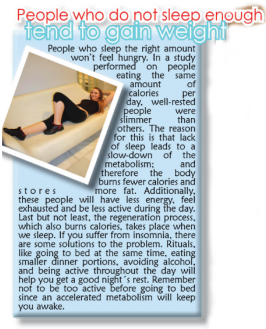 People who do not sleep enough
tend to gain weight
People who sleep the right amount
won't feel hungry. In a study
performed on people
eating the same
amount of
calories per
day, well-rested
people were
slimmer than
others. The reason
for this is that lack
of sleep leads to a
slow-down of the
metabolism; and
therefore the body
burns fewer calories and
stores more fat. Additionally,
these people will have less energy, feel
exhausted and be less active during the day.
Last but not least, the regeneration process,
which also burns calories, takes place when
we sleep. If you suffer from insomnia, there
are some solutions to the problem. Rituals,
like going to bed at the same time, eating
smaller dinner portions, avoiding alcohol,
and being active throughout the day will
help you get a good night´s rest. Remember
not to be too active before going to bed
since an accelerated metabolism will keep
you awake.